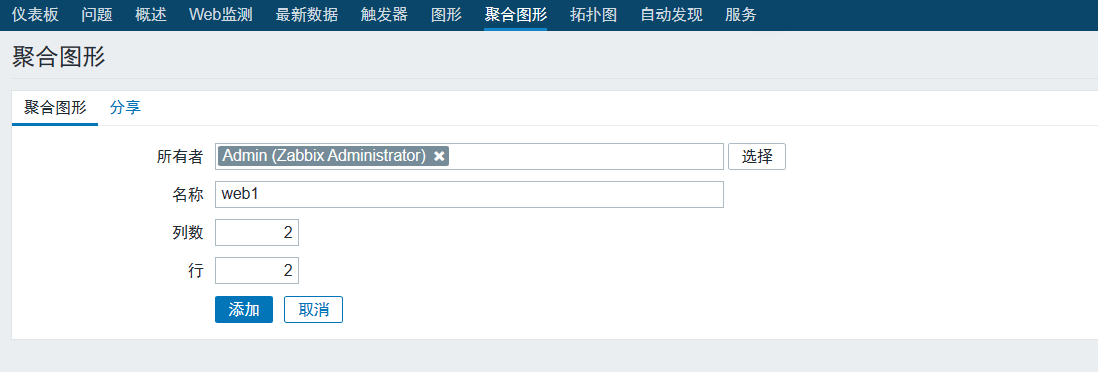 仪表板 问题 概述 Web监测 最新数据 触发器 图形 聚合图形 拓扑图 自动发现 服务
聚合图形
聚合图形 分享
所有者 Admin (Zabbix Administrator) ✖ 选择
名称 web1
列数 2
行 2
添加 取消